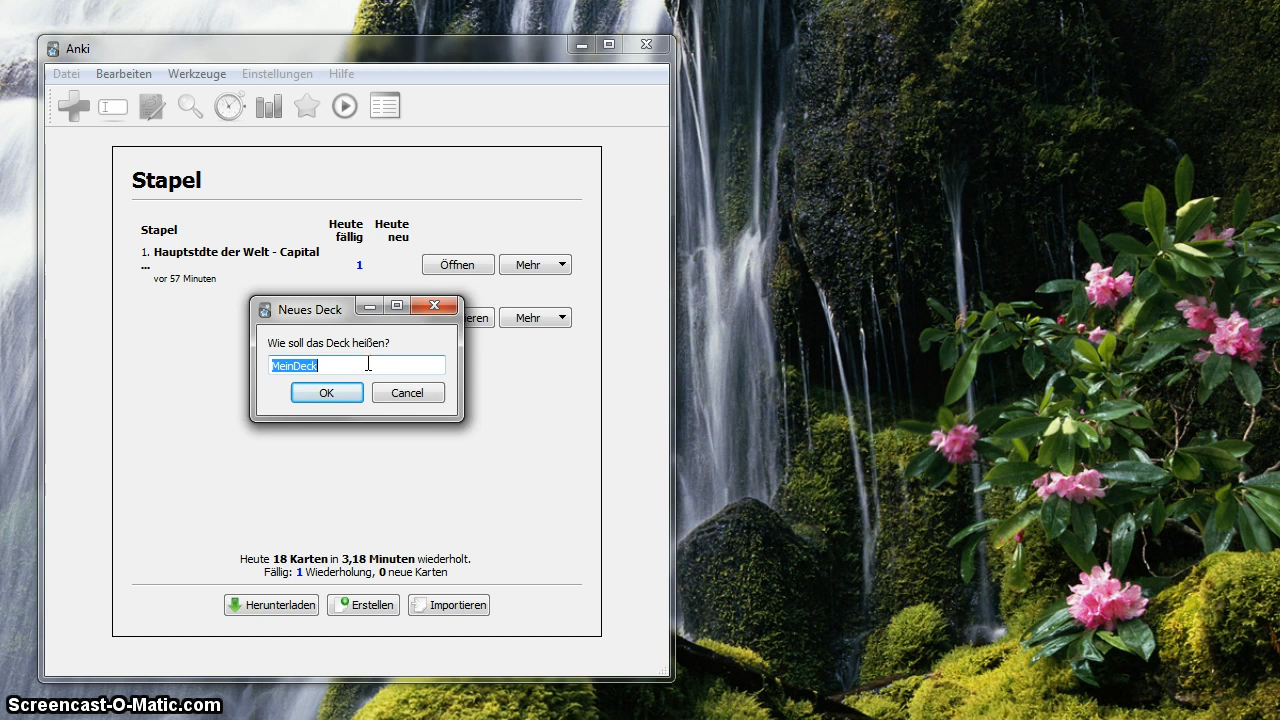 Anki
Datei Bearbeiten Werkzeuge Einstellungen Hilfe
Stapel
Stapel Heute fällig Heute neu
1. Hauptstdte der Welt - Capital ... 1 Öffnen Mehr
vor 57 Minuten
ieren Mehr
Neues Deck
Wie soll das Deck heißen?
MeinDeck
OK Cancel
Heute 18 Karten in 3,18 Minuten wiederholt.
Fällig: 1 Wiederholung, 0 neue Karten
Herunterladen Erstellen Importieren
Screencast-O-Matic.com